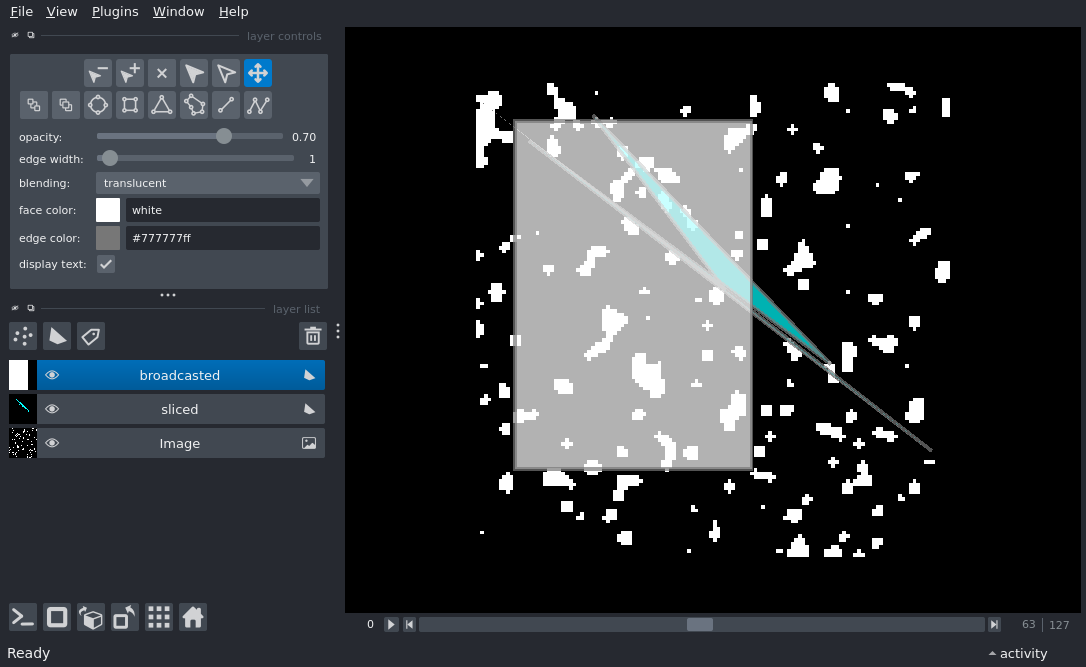 File View Plugins Window Help
layer controls
opacity: 0.70
edge width: 1
blending: translucent
face color: white
edge color: #777777ff
display text:
layer list
broadcasted
sliced
Image
0 63 127
Ready activity